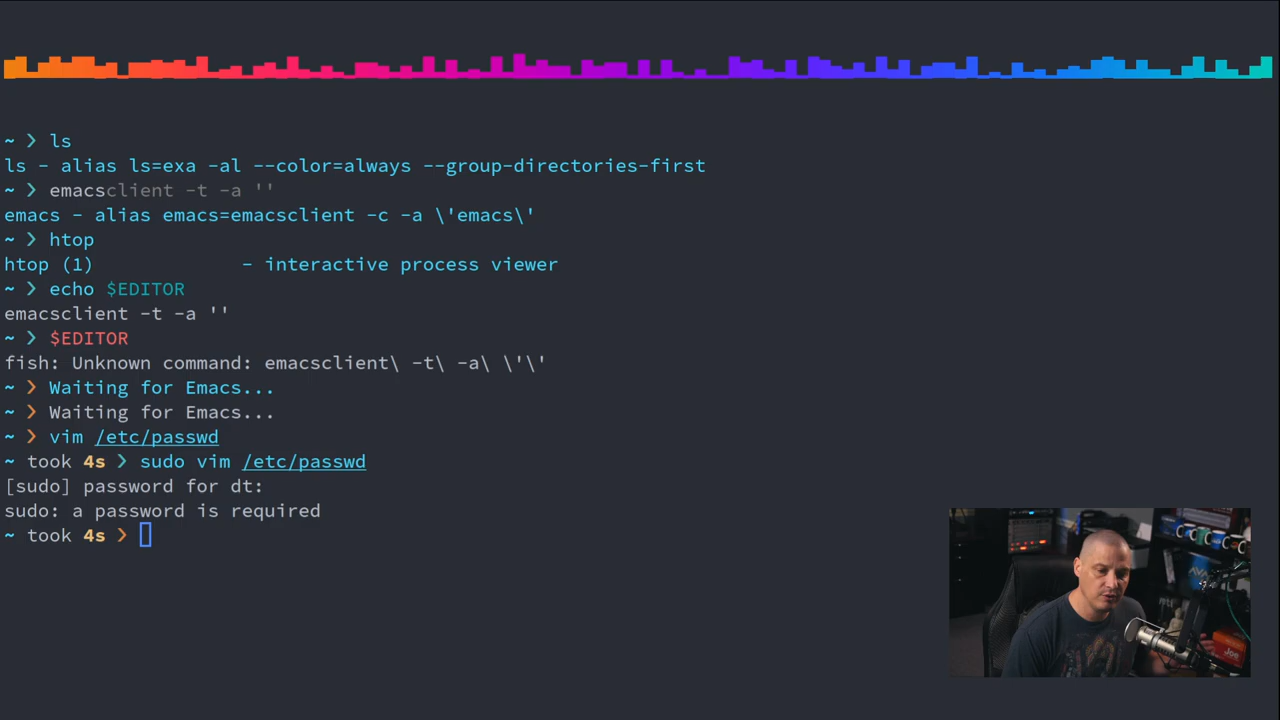 ~ ❯ ls
ls - alias ls=exa -al --color=always --group-directories-first
~ ❯ emacsclient -t -a ''
emacs - alias emacs=emacsclient -c -a \'emacs\'
~ ❯ htop
htop (1)             - interactive process viewer
~ ❯ echo $EDITOR
emacsclient -t -a ''
~ ❯ $EDITOR
fish: Unknown command: emacsclient\ -t\ -a\ \'\'
~ ❯ Waiting for Emacs...
~ ❯ Waiting for Emacs...
~ ❯ vim /etc/passwd
~ took 4s ❯ sudo vim /etc/passwd
[sudo] password for dt:
sudo: a password is required
~ took 4s ❯
Joe